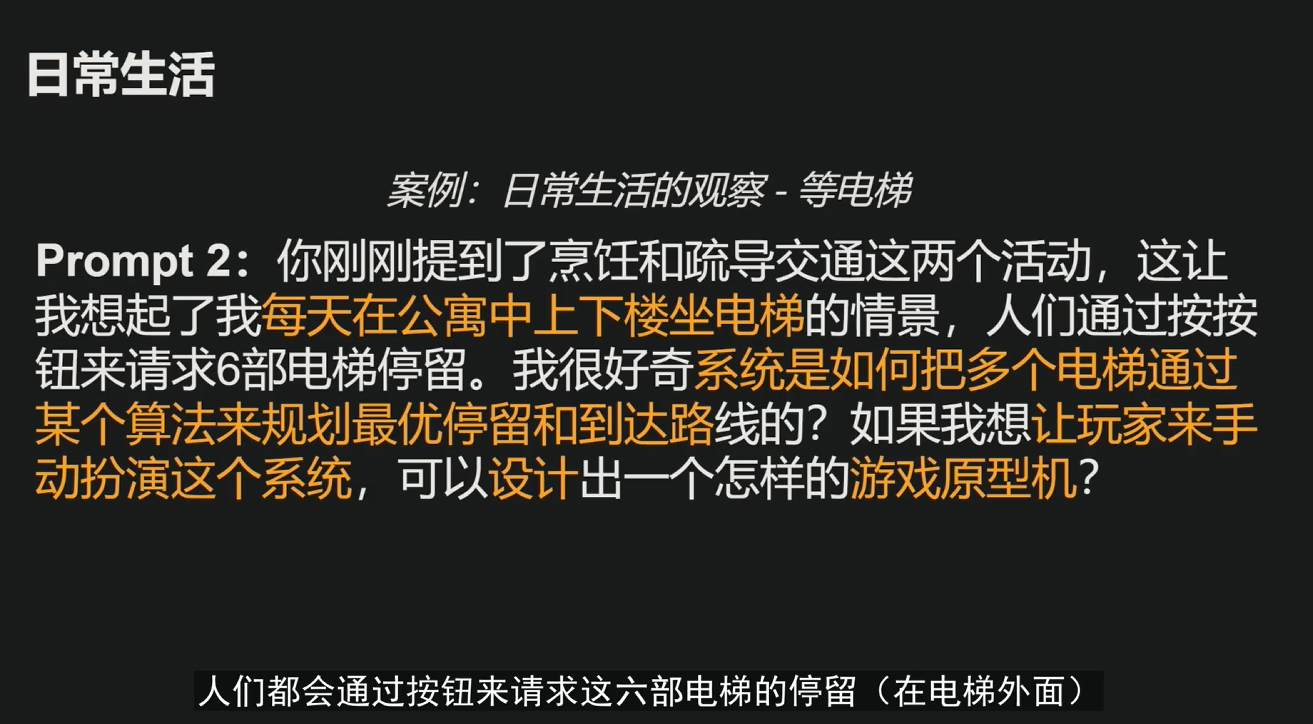 日常生活
案例：日常生活的观察 - 等电梯
Prompt 2：你刚刚提到了烹饪和疏导交通这两个活动，这让
我想起了我每天在公寓中上下楼坐电梯的情景，人们通过按按
钮来请求6部电梯停留。我很好奇系统是如何把多个电梯通过
某个算法来规划最优停留和到达路线的？如果我想让玩家来手
动扮演这个系统，可以设计出一个怎样的游戏原型机？
人们都会通过按钮来请求这六部电梯的停留（在电梯外面）